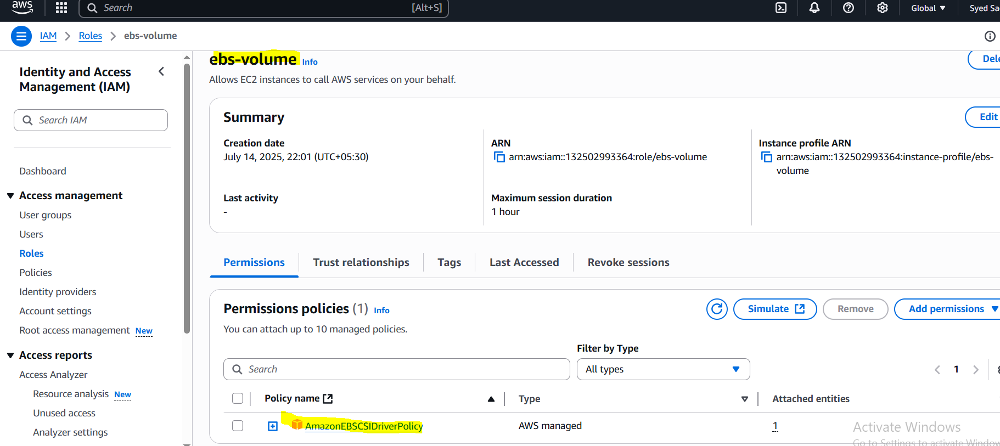 aws
Search [Alt+S]
Global
Syed Sa
IAM
Roles
ebs-volume
Identity and Access
Management (IAM)
Search IAM
Dashboard
Access management
User groups
Users
Roles
Policies
Identity providers
Account settings
Root access management New
Access reports
Access Analyzer
Resource analysis New
Unused access
Analyzer settings
ebs-volume Info
Dele
Allows EC2 instances to call AWS services on your behalf.
Summary
Edit
Creation date
July 14, 2025, 22:01 (UTC+05:30)
ARN
arn:aws:iam::132502993364:role/ebs-volume
Instance profile ARN
arn:aws:iam::132502993364:instance-profile/ebs-
volume
Last activity
-
Maximum session duration
1 hour
Permissions
Trust relationships
Tags
Last Accessed
Revoke sessions
Permissions policies (1) Info
Simulate
Remove
Add permissions
You can attach up to 10 managed policies.
Filter by Type
Search
All types
1
Policy name
Type
Attached entities
AmazonEBSCSIDriverPolicy
AWS managed
1
Activate Windows
Go to Settings to activate Window